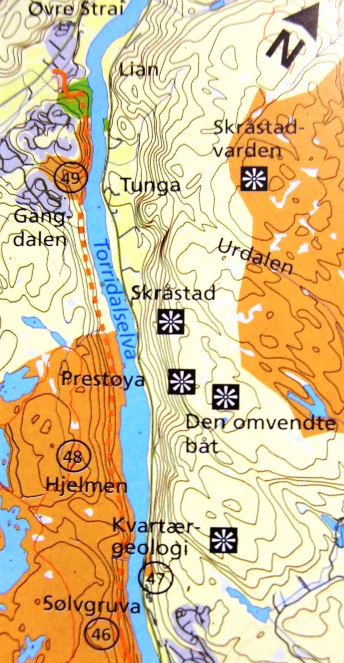 Øvre Strai
N
Lian
Skråstad-
varden
49
Tunga
Gang-
dalen
Urdalen
Torridalselva
Skråstad
Prestøya
Den omvendte
båt
48
Hjelmen
Kvartær-
geologi
47
Sølvgruva
46